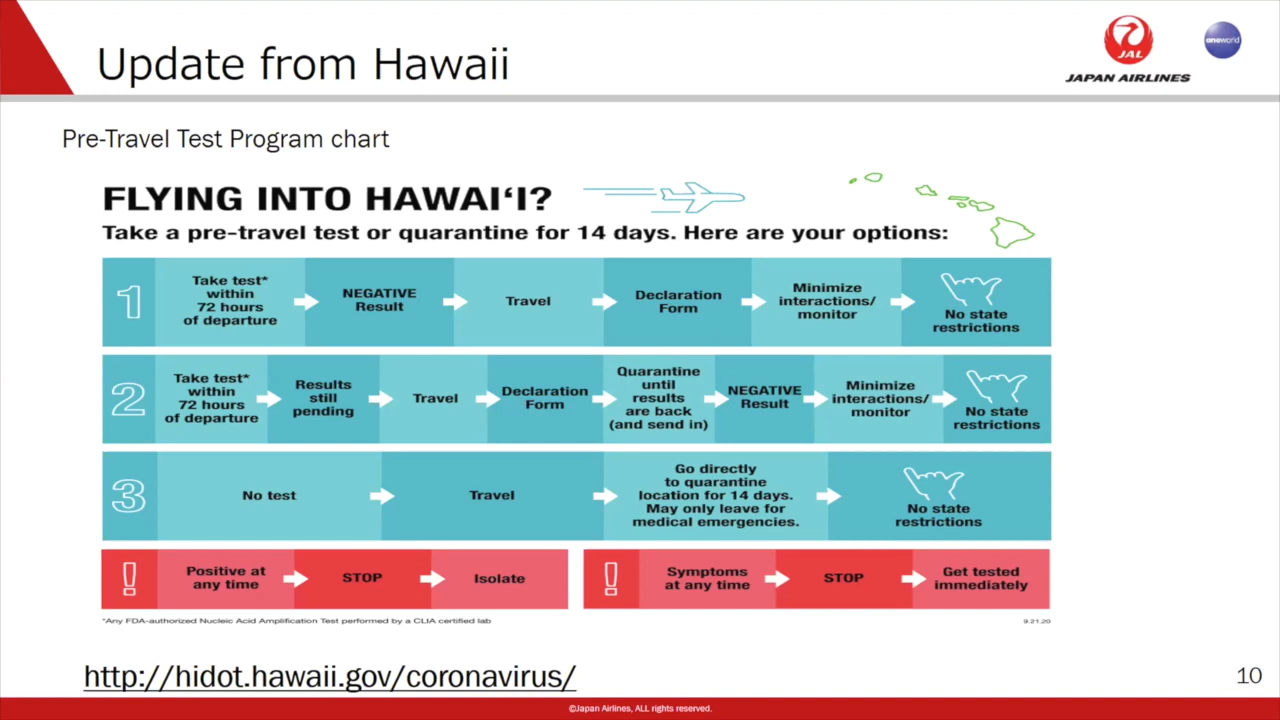 Update from Hawaii
JAL
JAPAN AIRLINES
oneworld
Pre-Travel Test Program chart
FLYING INTO HAWAI‘I?
Take a pre-travel test or quarantine for 14 days. Here are your options:
1
Take test*
within
72 hours
of departure
NEGATIVE
Result
Travel
Declaration
Form
Minimize
interactions/
monitor
No state
restrictions
2
Take test*
within
72 hours
of departure
Results
still
pending
Travel
Declaration
Form
Quarantine
until
results
are back
(and send in)
NEGATIVE
Result
Minimize
interactions/
monitor
No state
restrictions
3
No test
Travel
Go directly
to quarantine
location for 14 days.
May only leave for
medical emergencies.
No state
restrictions
!
Positive at
any time
STOP
Isolate
!
Symptoms
at any time
STOP
Get tested
immediately
*Any FDA-authorized Nucleic Acid Amplification Test performed by a CLIA certified lab
9.21.20
http://hidot.hawaii.gov/coronavirus/
10
©Japan Airlines, ALL rights reserved.